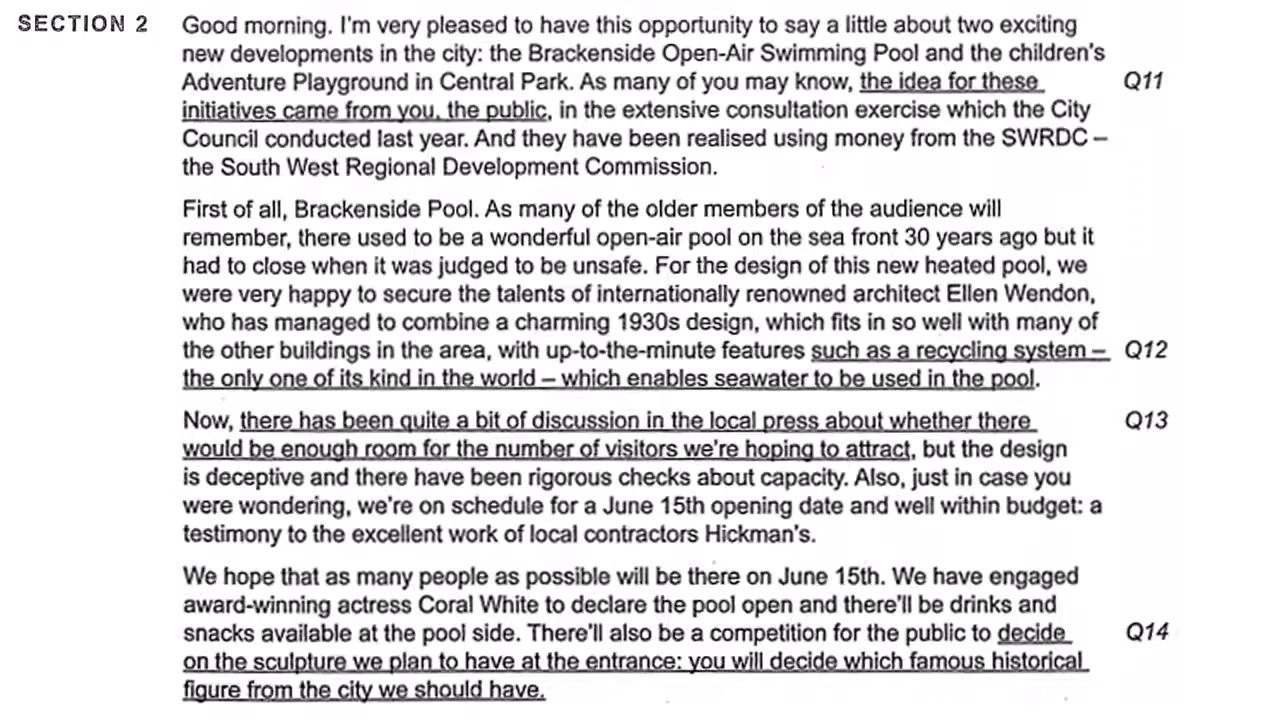 SECTION 2
Good morning. I'm very pleased to have this opportunity to say a little about two exciting
new developments in the city: the Brackenside Open-Air Swimming Pool and the children's
Adventure Playground in Central Park. As many of you may know, the idea for these Q11
initiatives came from you, the public, in the extensive consultation exercise which the City
Council conducted last year. And they have been realised using money from the SWRDC –
the South West Regional Development Commission.
First of all, Brackenside Pool. As many of the older members of the audience will
remember, there used to be a wonderful open-air pool on the sea front 30 years ago but it
had to close when it was judged to be unsafe. For the design of this new heated pool, we
were very happy to secure the talents of internationally renowned architect Ellen Wendon,
who has managed to combine a charming 1930s design, which fits in so well with many of
the other buildings in the area, with up-to-the-minute features such as a recycling system – Q12
the only one of its kind in the world – which enables seawater to be used in the pool.
Now, there has been quite a bit of discussion in the local press about whether there Q13
would be enough room for the number of visitors we're hoping to attract, but the design
is deceptive and there have been rigorous checks about capacity. Also, just in case you
were wondering, we're on schedule for a June 15th opening date and well within budget: a
testimony to the excellent work of local contractors Hickman's.
We hope that as many people as possible will be there on June 15th. We have engaged
award-winning actress Coral White to declare the pool open and there'll be drinks and
snacks available at the pool side. There'll also be a competition for the public to decide Q14
on the sculpture we plan to have at the entrance: you will decide which famous historical
figure from the city we should have.